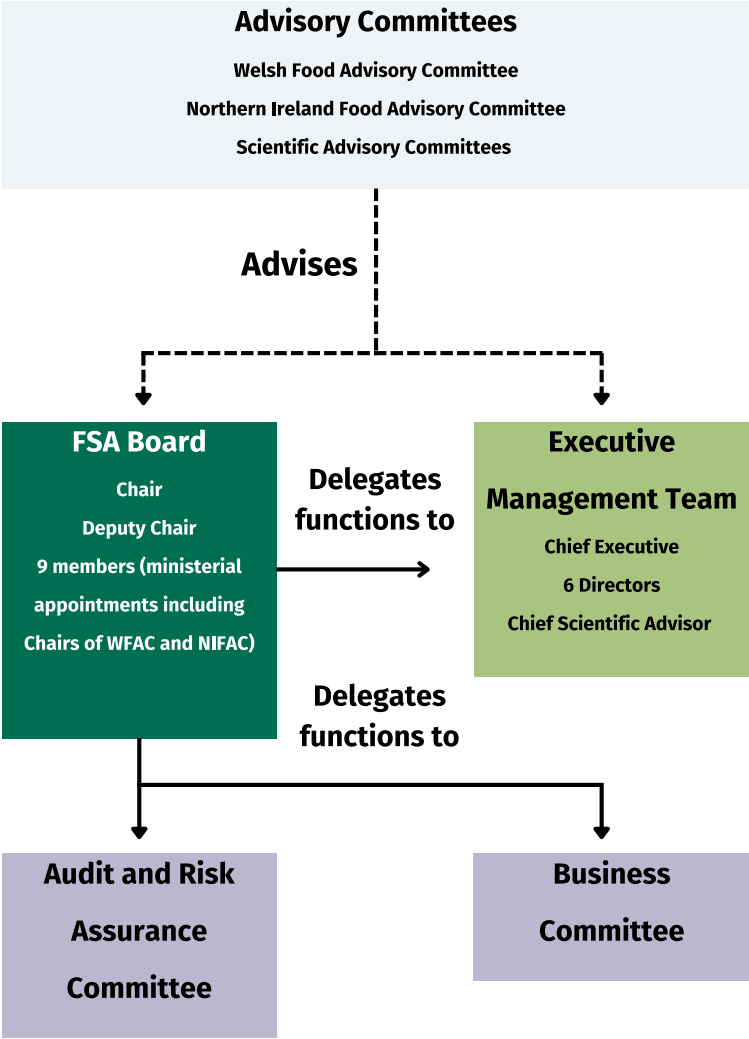 Advisory Committees
Welsh Food Advisory Committee
Northern Ireland Food Advisory Committee
Scientific Advisory Committees
Advises
FSA Board
Chair
Deputy Chair
9 members (ministerial
appointments including
Chairs of WFAC and NIFAC)
Delegates
functions to
Executive
Management Team
Chief Executive
6 Directors
Chief Scientific Advisor
Delegates
functions to
Audit and Risk
Assurance
Committee
Business
Committee